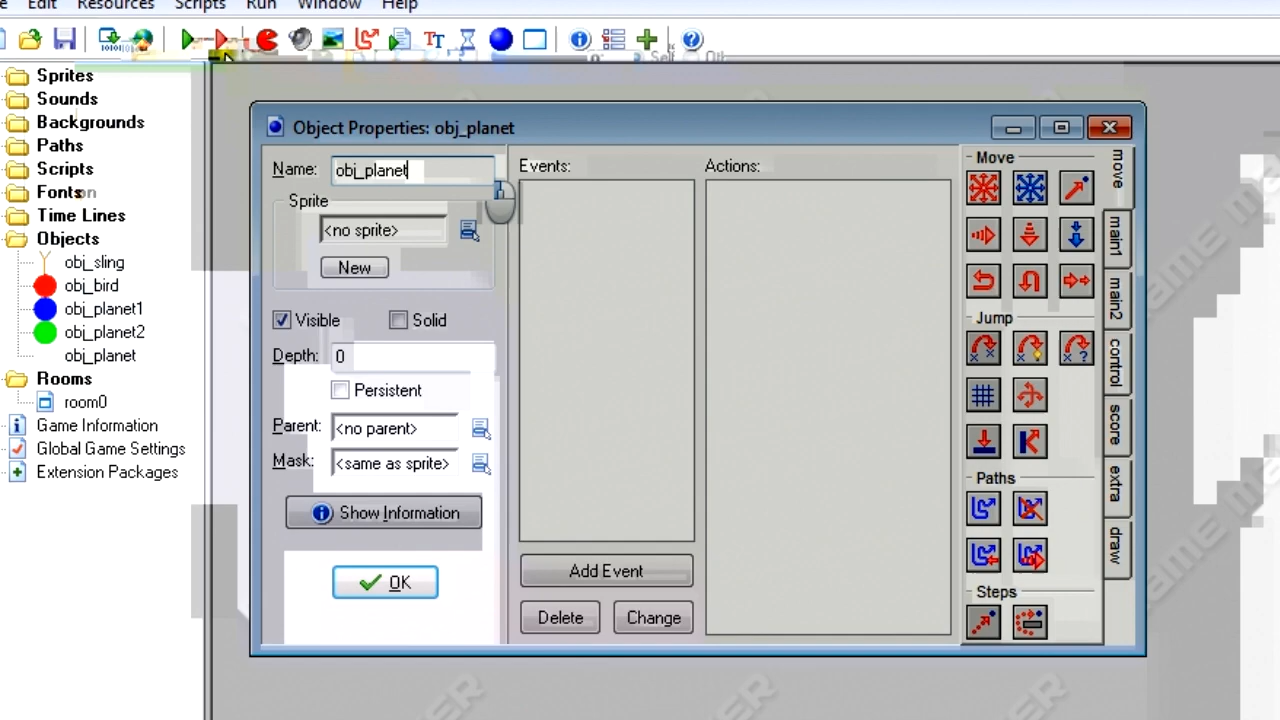 Edit Resources Scripts Run Window Help
Sprites
Sounds
Backgrounds
Paths
Scripts
Fonts
Time Lines
Objects
obj_sling
obj_bird
obj_planet1
obj_planet2
obj_planet
Rooms
room0
Game Information
Global Game Settings
Extension Packages
Object Properties: obj_planet
Name: obj_planet
Sprite
<no sprite>
New
Visible
Solid
Depth: 0
Persistent
Parent: <no parent>
Mask: <same as sprite>
Show Information
OK
Events:
Add Event
Delete
Change
Actions:
Move
Jump
Paths
Steps
move
main1
main2
control
score
extra
draw